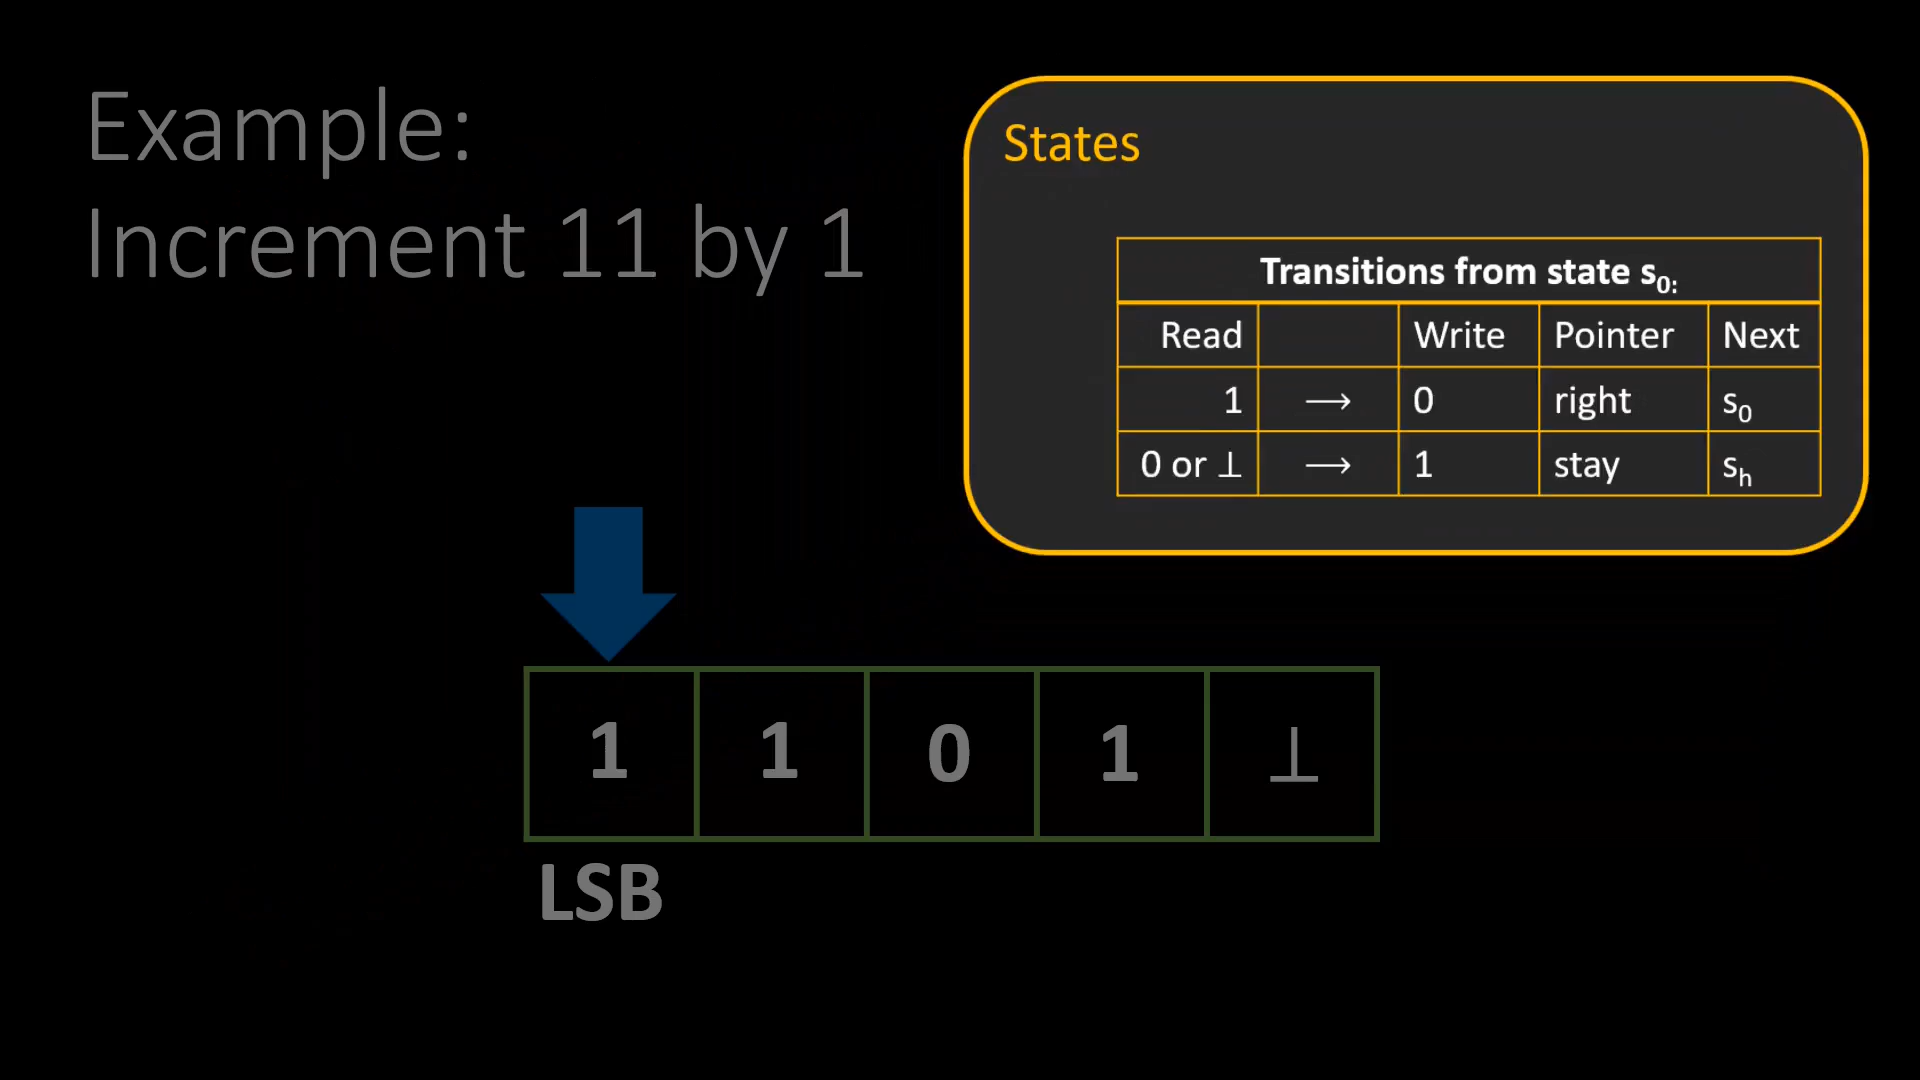 Example:
Increment 11 by 1
States
Transitions from state s₀:
Read Write Pointer Next
1 → 0 right s₀
0 or ⊥ → 1 stay sₕ
1 1 0 1 ⊥
LSB